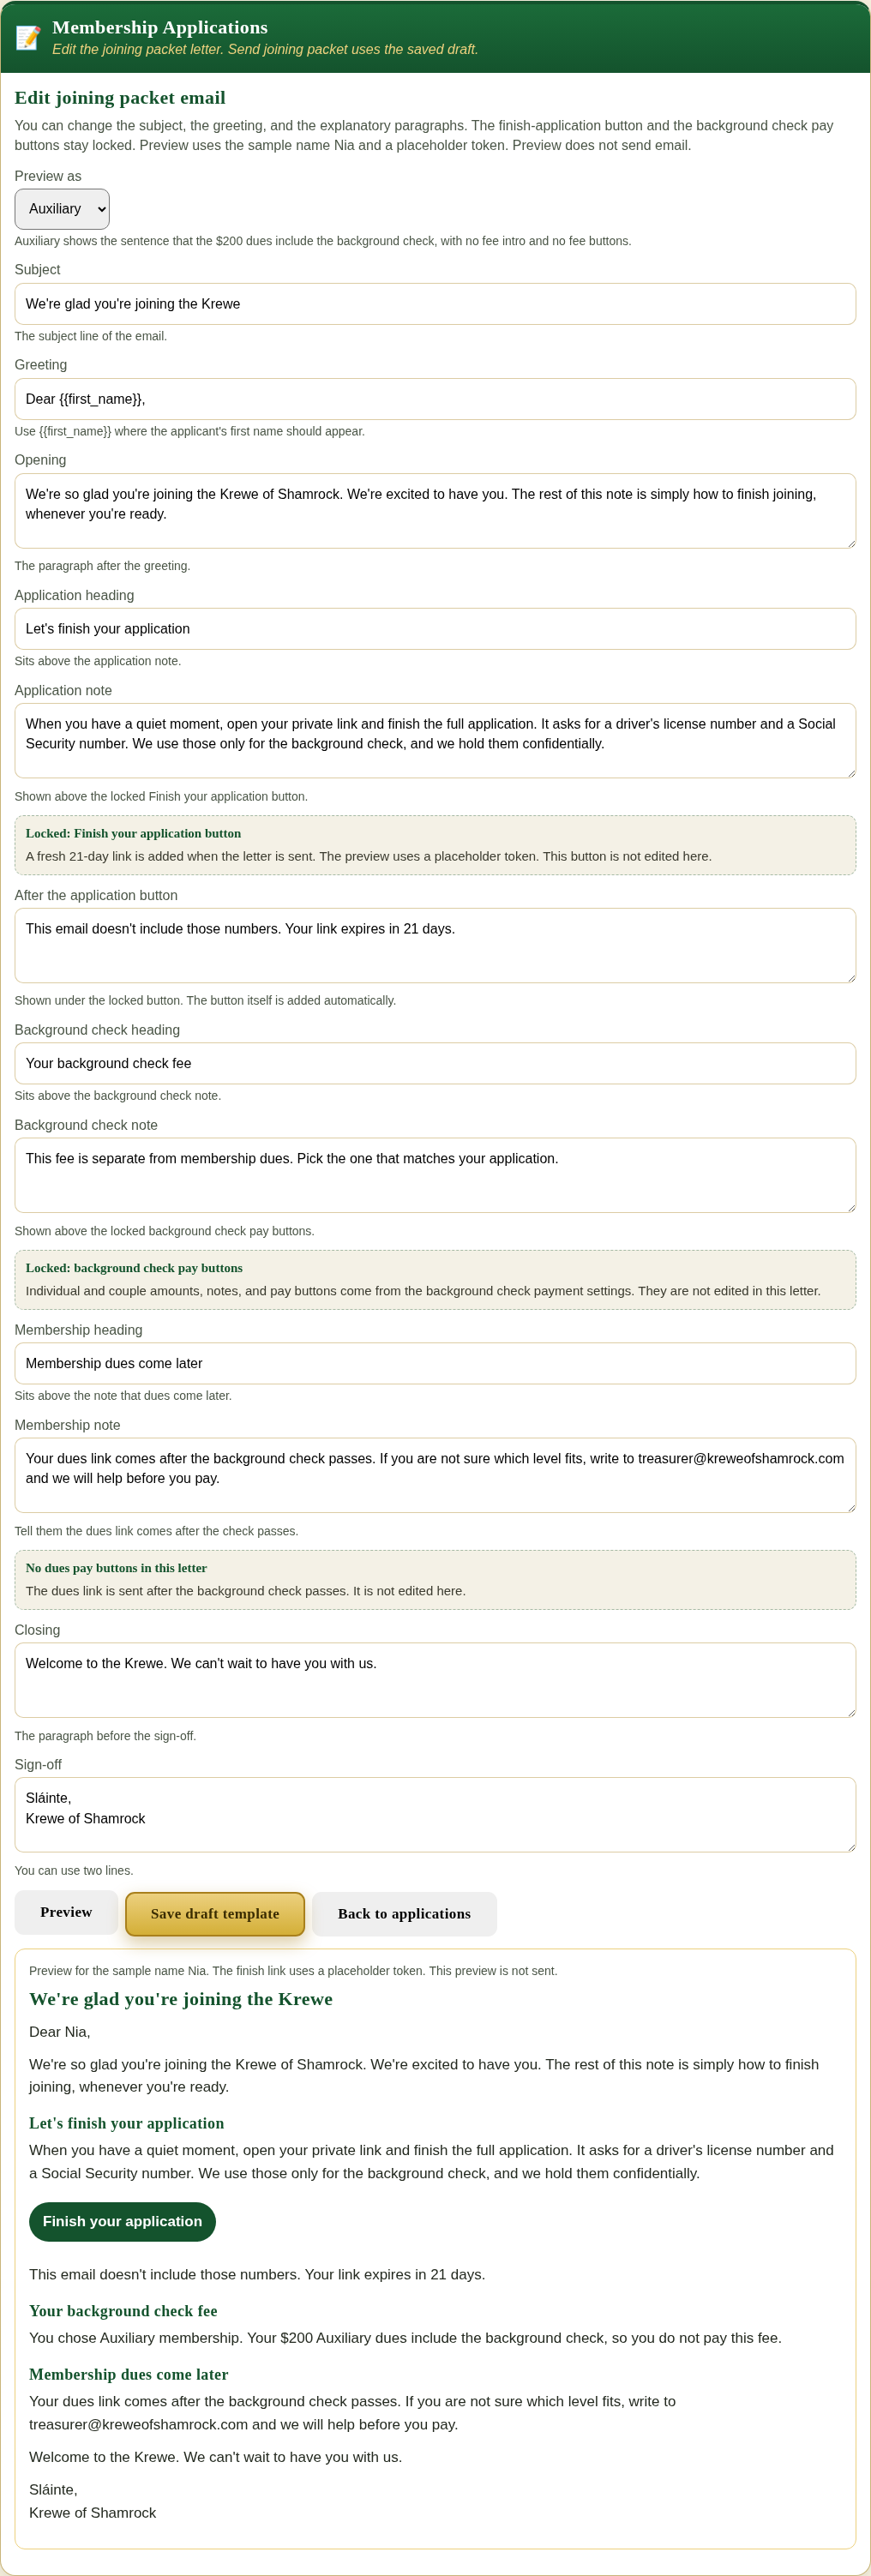 Membership Applications
Edit the joining packet letter. Send joining packet uses the saved draft.
Edit joining packet email
You can change the subject, the greeting, and the explanatory paragraphs. The finish-application button and the background check pay
buttons stay locked. Preview uses the sample name Nia and a placeholder token. Preview does not send email.
Preview as
Auxiliary
Auxiliary shows the sentence that the $200 dues include the background check, with no fee intro and no fee buttons.
Subject
We're glad you're joining the Krewe
The subject line of the email.
Greeting
Dear {{first_name}},
Use {{first_name}} where the applicant's first name should appear.
Opening
We're so glad you're joining the Krewe of Shamrock. We're excited to have you. The rest of this note is simply how to finish joining,
whenever you're ready.
The paragraph after the greeting.
Application heading
Let's finish your application
Sits above the application note.
Application note
When you have a quiet moment, open your private link and finish the full application. It asks for a driver's license number and a Social
Security number. We use those only for the background check, and we hold them confidentially.
Shown above the locked Finish your application button.
Locked: Finish your application button
A fresh 21-day link is added when the letter is sent. The preview uses a placeholder token. This button is not edited here.
After the application button
This email doesn't include those numbers. Your link expires in 21 days.
Shown under the locked button. The button itself is added automatically.
Background check heading
Your background check fee
Sits above the background check note.
Background check note
This fee is separate from membership dues. Pick the one that matches your application.
Shown above the locked background check pay buttons.
Locked: background check pay buttons
Individual and couple amounts, notes, and pay buttons come from the background check payment settings. They are not edited in this letter.
Membership heading
Membership dues come later
Sits above the note that dues come later.
Membership note
Your dues link comes after the background check passes. If you are not sure which level fits, write to treasurer@kreweofshamrock.com
and we will help before you pay.
Tell them the dues link comes after the check passes.
No dues pay buttons in this letter
The dues link is sent after the background check passes. It is not edited here.
Closing
Welcome to the Krewe. We can't wait to have you with us.
The paragraph before the sign-off.
Sign-off
Sláinte,
Krewe of Shamrock
You can use two lines.
Preview Save draft template Back to applications
Preview for the sample name Nia. The finish link uses a placeholder token. This preview is not sent.
We're glad you're joining the Krewe
Dear Nia,
We're so glad you're joining the Krewe of Shamrock. We're excited to have you. The rest of this note is simply how to finish
joining, whenever you're ready.
Let's finish your application
When you have a quiet moment, open your private link and finish the full application. It asks for a driver's license number and
a Social Security number. We use those only for the background check, and we hold them confidentially.
Finish your application
This email doesn't include those numbers. Your link expires in 21 days.
Your background check fee
You chose Auxiliary membership. Your $200 Auxiliary dues include the background check, so you do not pay this fee.
Membership dues come later
Your dues link comes after the background check passes. If you are not sure which level fits, write to
treasurer@kreweofshamrock.com and we will help before you pay.
Welcome to the Krewe. We can't wait to have you with us.
Sláinte,
Krewe of Shamrock